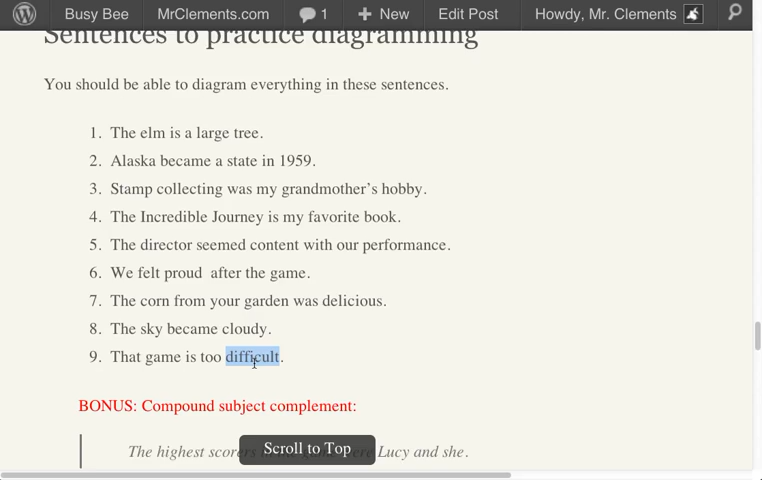 Busy Bee MrClements.com 1 New Edit Post Howdy, Mr. Clements
Sentences to practice diagramming
You should be able to diagram everything in these sentences.
1. The elm is a large tree.
2. Alaska became a state in 1959.
3. Stamp collecting was my grandmother's hobby.
4. The Incredible Journey is my favorite book.
5. The director seemed content with our performance.
6. We felt proud after the game.
7. The corn from your garden was delicious.
8. The sky became cloudy.
9. That game is too difficult.
BONUS: Compound subject complement:
The highest scorers Lucy and she.
Scroll to Top